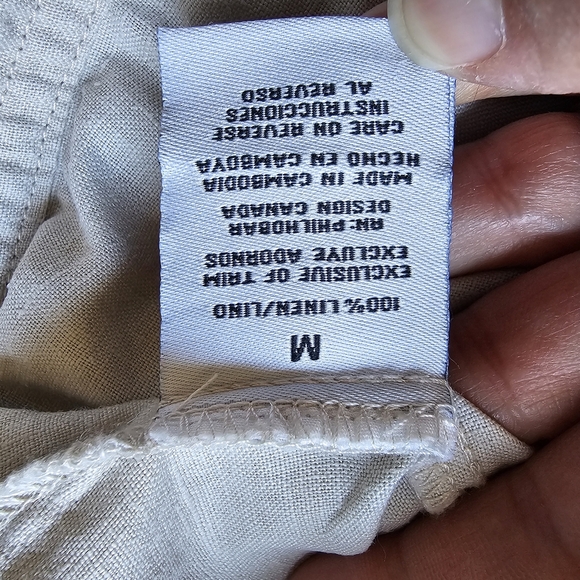 M
100% LINEN/LINO
EXCLUSIVE OF TRIM
EXCLUYE ADORNOS
RN: PHILHOBAR
DESIGN CANADA
MADE IN CAMBODIA
HECHO EN CAMBOYA
CARE ON REVERSE
INSTRUCCIONES
AL REVERSO